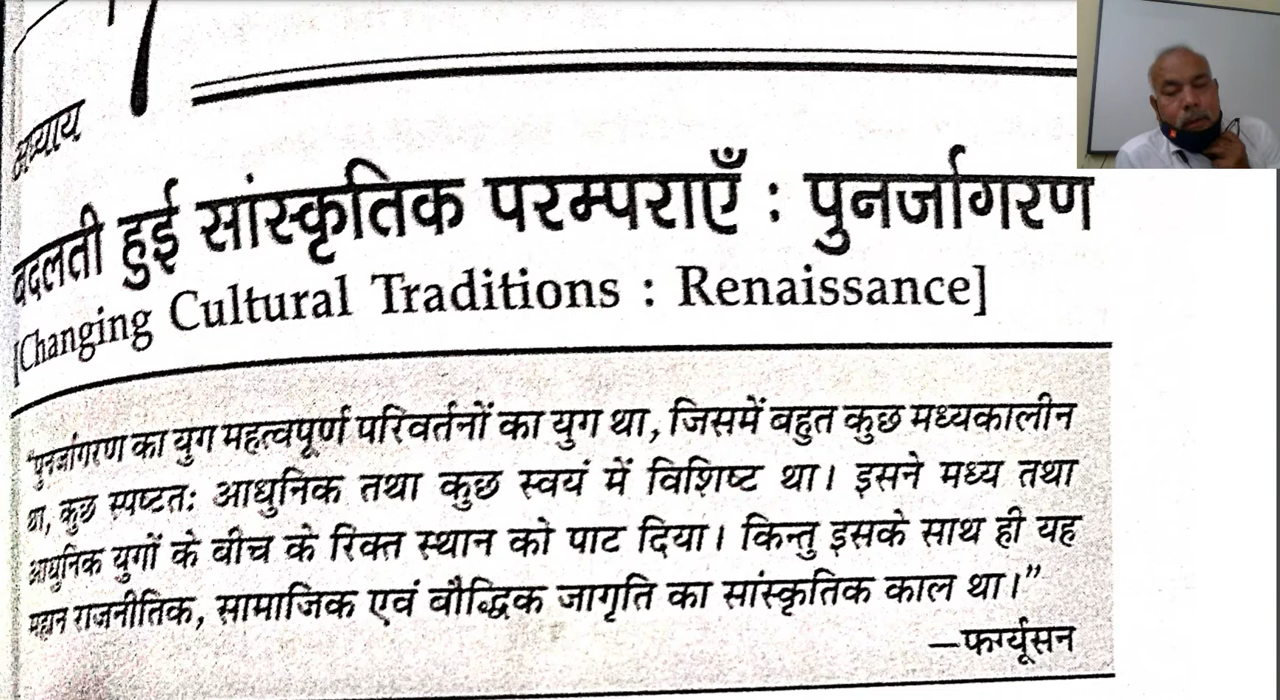 7
अध्याय
बदलती हुई सांस्कृतिक परम्पराएँ : पुनर्जागरण
[Changing Cultural Traditions : Renaissance]
"पुनर्जागरण का युग महत्वपूर्ण परिवर्तनों का युग था, जिसमें बहुत कुछ मध्यकालीन
था, कुछ स्पष्टतः आधुनिक तथा कुछ स्वयं में विशिष्ट था। इसने मध्य तथा
आधुनिक युगों के बीच के रिक्त स्थान को पाट दिया। किन्तु इसके साथ ही यह
महान राजनीतिक, सामाजिक एवं बौद्धिक जागृति का सांस्कृतिक काल था।"
—फर्ग्यूसन